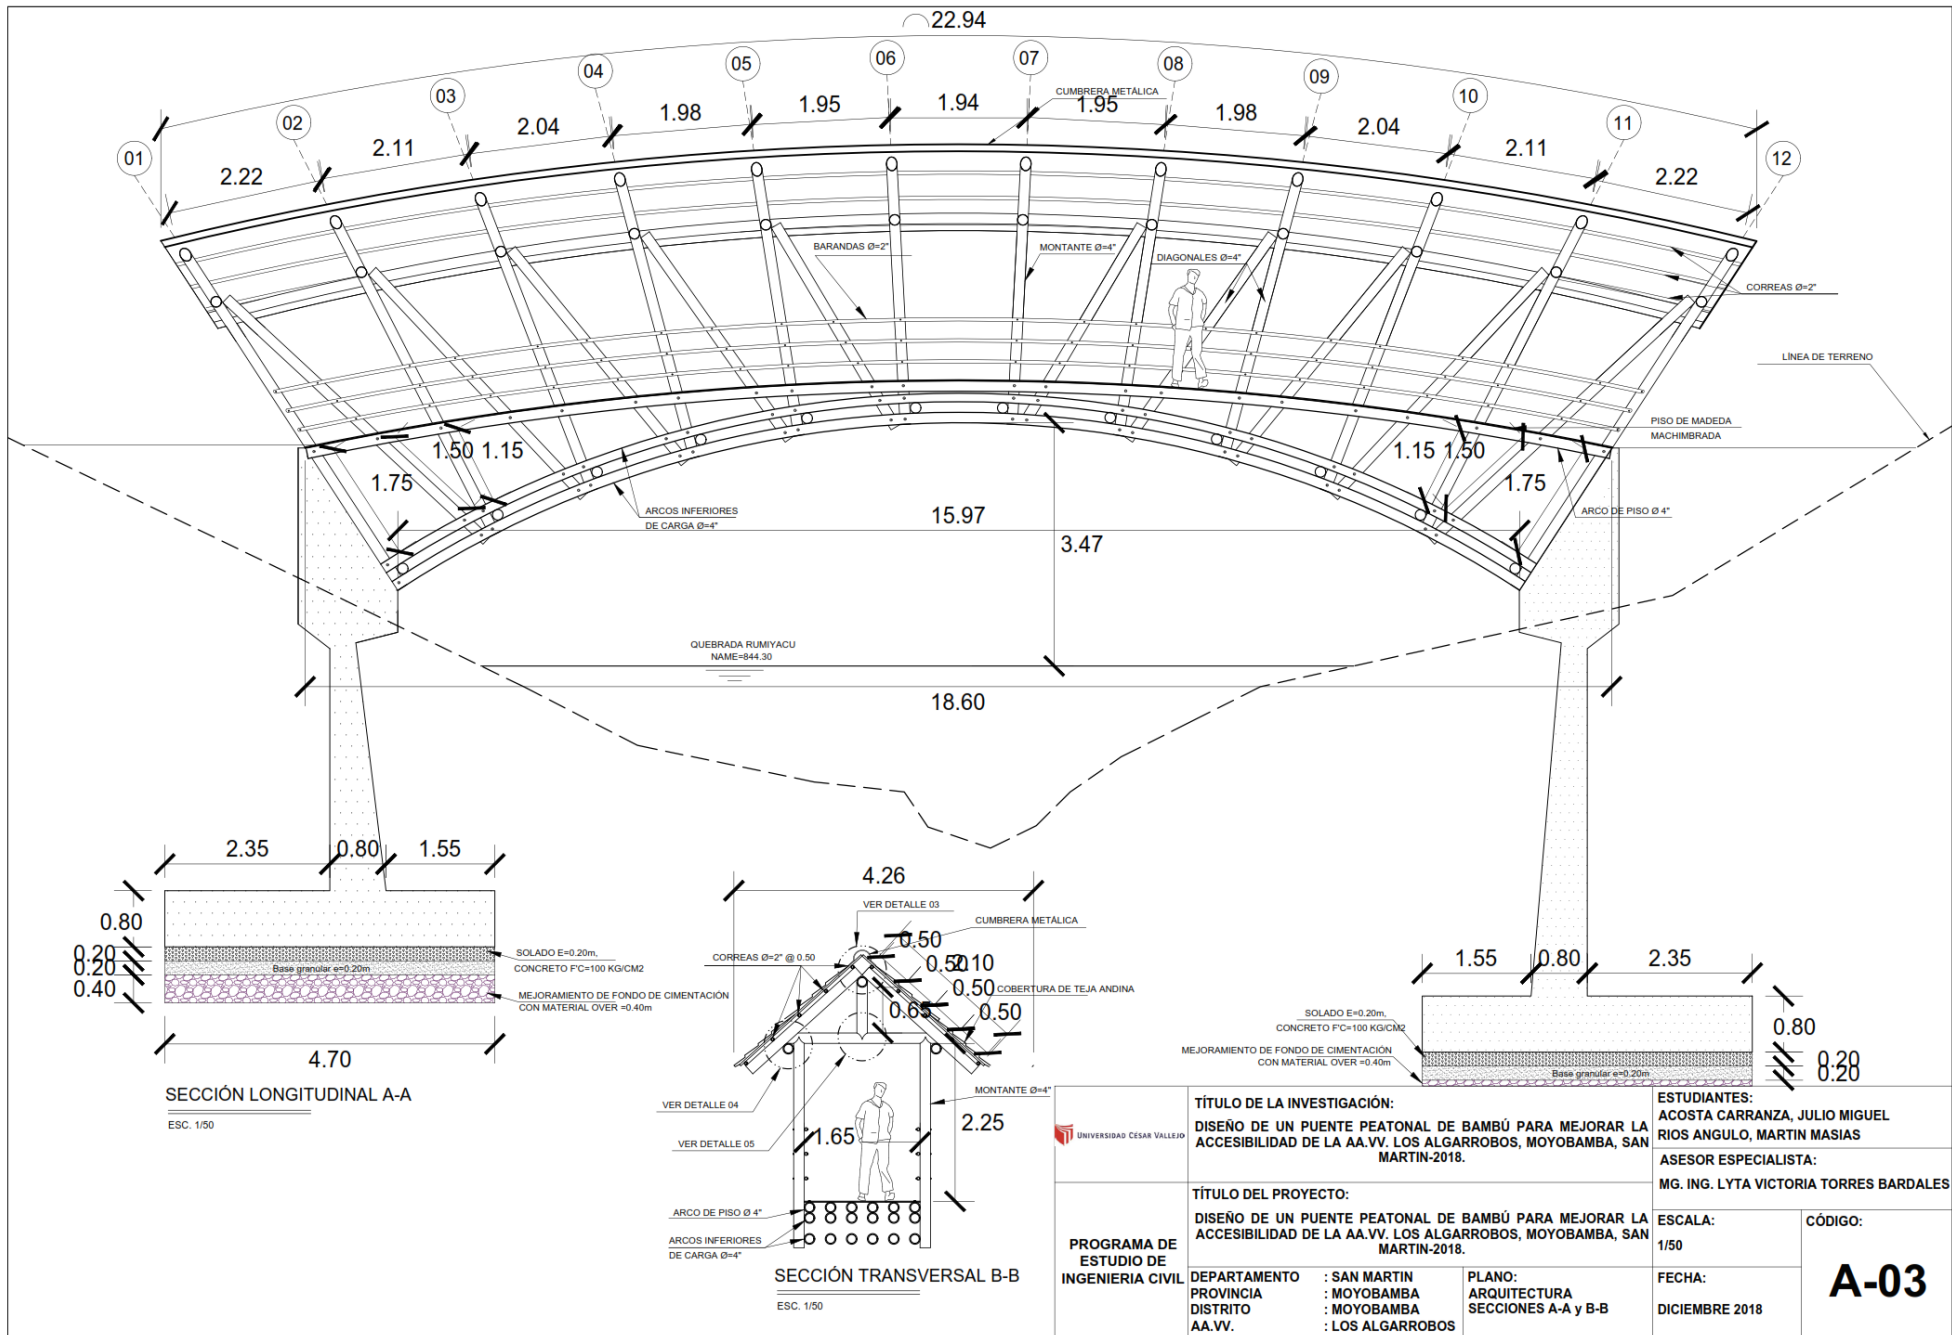 22.94
01
02
03
04
05
06
07
08
09
10
11
12
2.22
2.11
2.04
1.98
1.95
1.94
1.95
1.98
2.04
2.11
2.22
CUMBRERA METÁLICA
BARANDAS Ø=2"
MONTANTE Ø=4"
DIAGONALES Ø=4"
CORREAS Ø=2"
LÍNEA DE TERRENO
PISO DE MADEDA
MACHIMBRADA
1.50
1.15
1.75
1.15
1.50
1.75
ARCOS INFERIORES
DE CARGA Ø=4"
ARCO DE PISO Ø 4"
15.97
3.47
QUEBRADA RUMIYACU
NAME=844.30
18.60
2.35
0.80
1.55
0.80
0.20
0.20
0.40
SOLADO E=0.20m,
CONCRETO F'C=100 KG/CM2
Base granular e=0.20m
MEJORAMIENTO DE FONDO DE CIMENTACIÓN
CON MATERIAL OVER =0.40m
4.70
SECCIÓN LONGITUDINAL A-A
ESC. 1/50
4.26
VER DETALLE 03
CUMBRERA METÁLICA
CORREAS Ø=2" @ 0.50
0.50
0.50
2.10
0.50
0.50
0.65
COBERTURA DE TEJA ANDINA
MONTANTE Ø=4"
VER DETALLE 04
VER DETALLE 05
1.65
2.25
ARCO DE PISO Ø 4"
ARCOS INFERIORES
DE CARGA Ø=4"
SECCIÓN TRANSVERSAL B-B
ESC. 1/50
1.55
0.80
2.35
0.80
0.20
0.20
SOLADO E=0.20m,
CONCRETO F'C=100 KG/CM2
MEJORAMIENTO DE FONDO DE CIMENTACIÓN
CON MATERIAL OVER =0.40m
Base granular e=0.20m
UNIVERSIDAD CÉSAR VALLEJO
PROGRAMA DE
ESTUDIO DE
INGENIERIA CIVIL
TÍTULO DE LA INVESTIGACIÓN:
DISEÑO DE UN PUENTE PEATONAL DE BAMBÚ PARA MEJORAR LA
ACCESIBILIDAD DE LA AA.VV. LOS ALGARROBOS, MOYOBAMBA, SAN
MARTIN-2018.
TÍTULO DEL PROYECTO:
DISEÑO DE UN PUENTE PEATONAL DE BAMBÚ PARA MEJORAR LA
ACCESIBILIDAD DE LA AA.VV. LOS ALGARROBOS, MOYOBAMBA, SAN
MARTIN-2018.
DEPARTAMENTO : SAN MARTIN
PROVINCIA : MOYOBAMBA
DISTRITO : MOYOBAMBA
AA.VV. : LOS ALGARROBOS
PLANO:
ARQUITECTURA
SECCIONES A-A y B-B
ESTUDIANTES:
ACOSTA CARRANZA, JULIO MIGUEL
RIOS ANGULO, MARTIN MASIAS
ASESOR ESPECIALISTA:
MG. ING. LYTA VICTORIA TORRES BARDALES
ESCALA:
1/50
FECHA:
DICIEMBRE 2018
CÓDIGO:
A-03